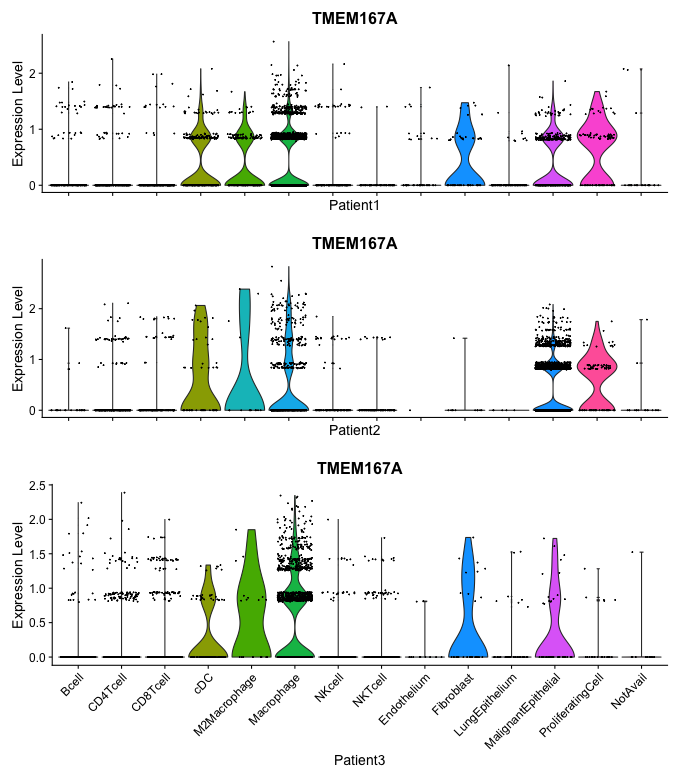 TMEM167A
Expression Level
2
1
0
Patient1
TMEM167A
Expression Level
2
1
0
Patient2
TMEM167A
Expression Level
2.5
2.0
1.5
1.0
0.5
0.0
Bcell
CD4Tcell
CD8Tcell
cDC
M2Macrophage
Macrophage
NKcell
NKTcell
Endothelium
Fibroblast
LungEpithelium
MalignantEpithelial
ProliferatingCell
NotAvail
Patient3